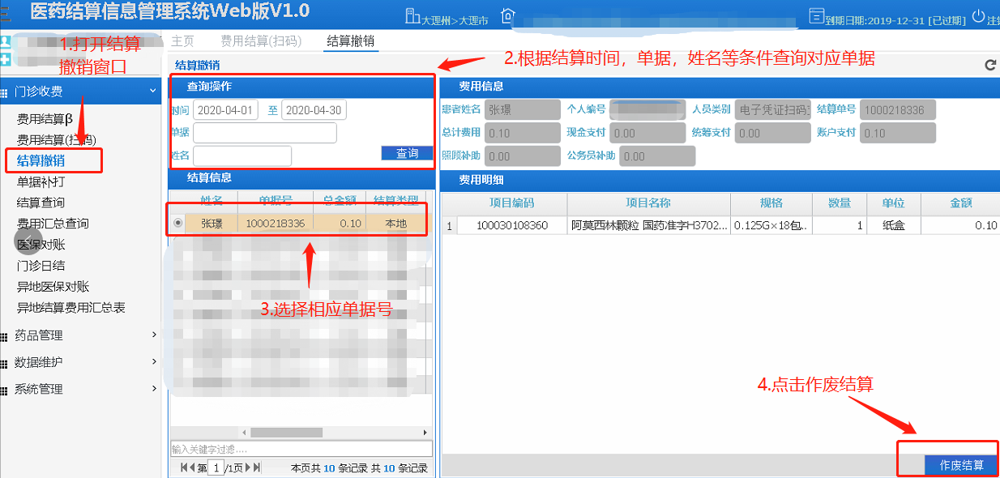 医药结算信息管理系统Web版V1.0
大理州>大理市
到期日期:2019-12-31 [已过期]
主页 费用结算(扫码) 结算撤销
1.打开结算
撤销窗口
2.根据结算时间，单据，姓名等条件查询对应单据
结算撤销
门诊收费
费用结算β
费用结算(扫码)
结算撤销
单据补打
结算查询
费用汇总查询
医保对账
门诊日结
异地医保对账
异地结算费用汇总表
药品管理
数据维护
系统管理
查询操作
时间 2020-04-01 至 2020-04-30
单据
姓名
查询
结算信息
姓名 单据号 总金额 结算类型
张璟 1000218336 0.10 本地
3.选择相应单据号
输入关键字过滤....
第 1 /1页 本页共 10 条记录 共 10 条记录
费用信息
患者姓名 张璟 个人编号 人员类别 电子凭证扫码 结算单号 1000218336
总计费用 0.10 现金支付 0.00 统筹支付 0.00 账户支付 0.10
照顾补助 0.00 公务员补助 0.00
费用明细
项目编码 项目名称 规格 数量 单位 金额
1 100030108360 阿莫西林颗粒 国药准字H3702... 0.125G×18包.. 1 纸盒 0.10
4.点击作废结算
作废结算